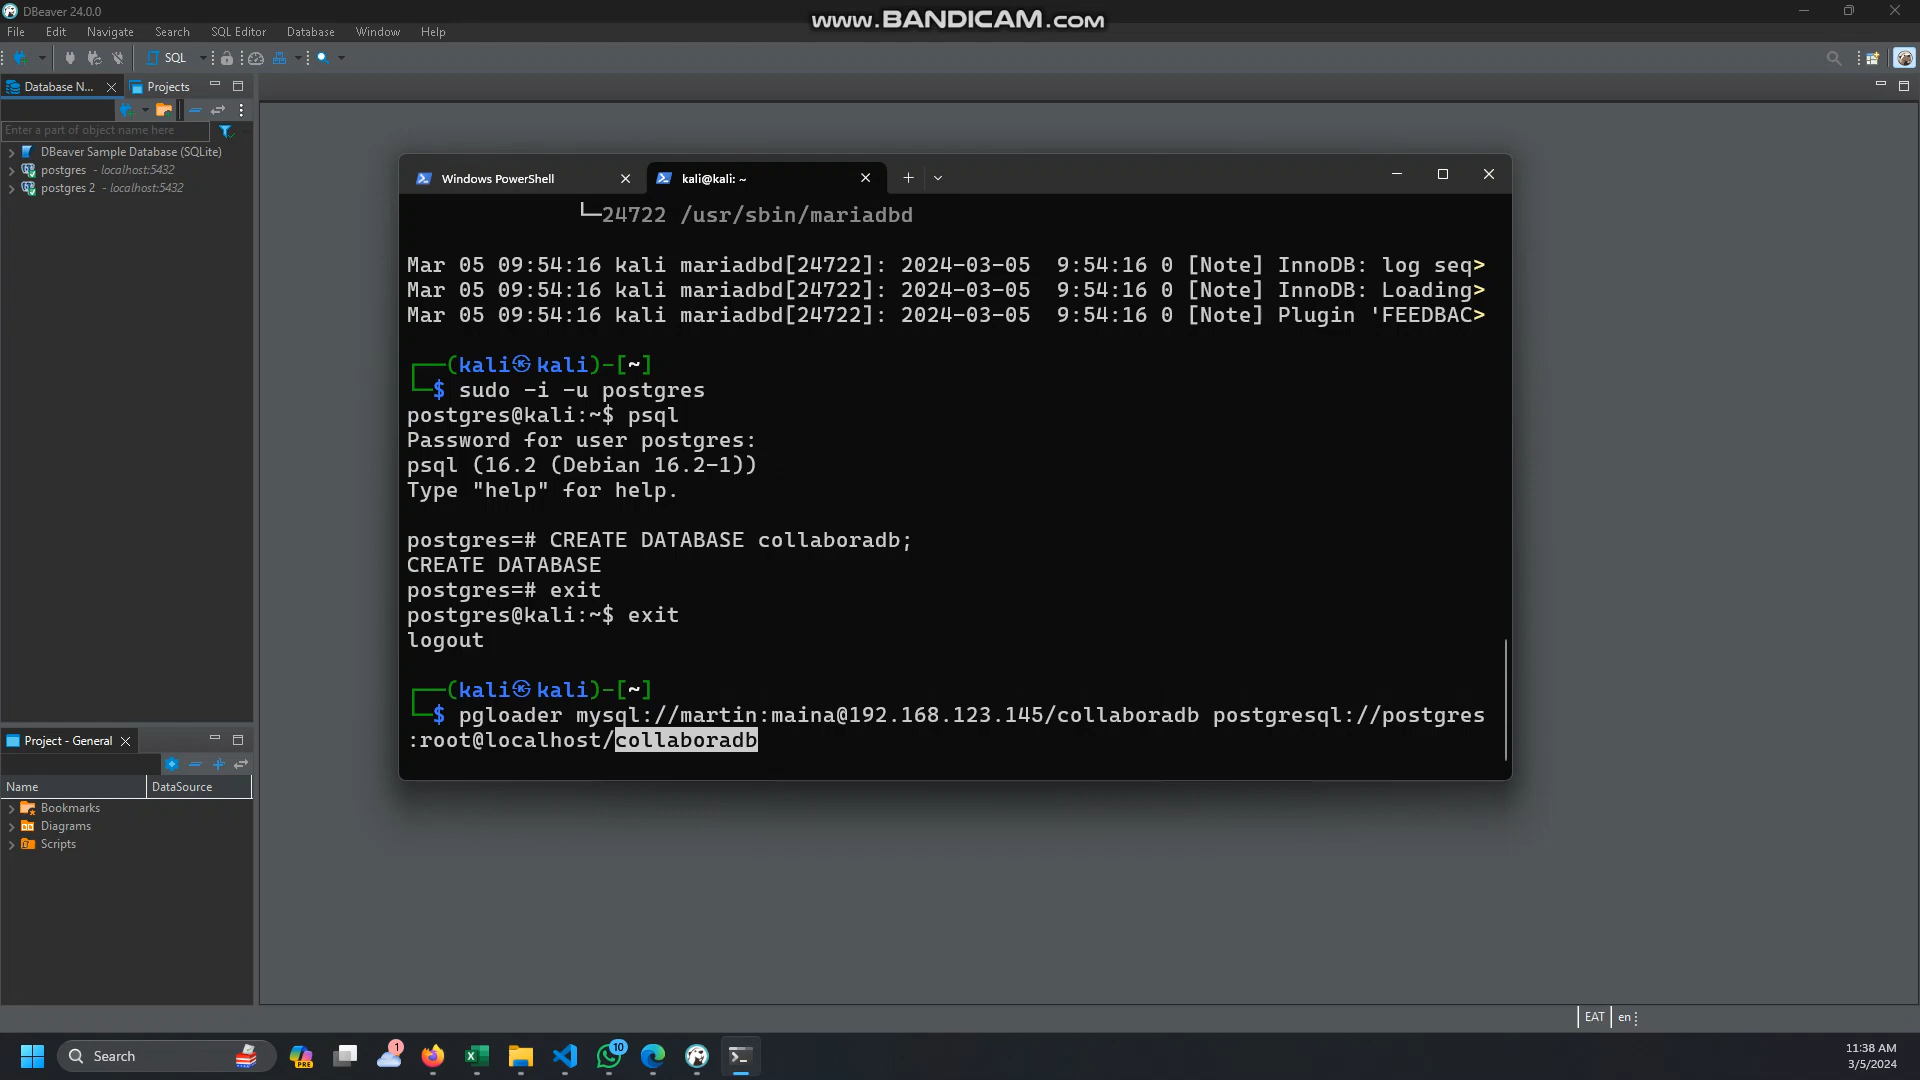 DBeaver 24.0.0
www.BANDICAM.com
File Edit Navigate Search SQL Editor Database Window Help
SQL
Database N... Projects
Enter a part of object name here
DBeaver Sample Database (SQLite)
postgres - localhost:5432
postgres 2 - localhost:5432
Windows PowerShell
kali@kali: ~
└─24722 /usr/sbin/mariadbd
Mar 05 09:54:16 kali mariadbd[24722]: 2024-03-05  9:54:16 0 [Note] InnoDB: log seq>
Mar 05 09:54:16 kali mariadbd[24722]: 2024-03-05  9:54:16 0 [Note] InnoDB: Loading>
Mar 05 09:54:16 kali mariadbd[24722]: 2024-03-05  9:54:16 0 [Note] Plugin 'FEEDBAC>
┌──(kali㉿kali)-[~]
└─$ sudo -i -u postgres
postgres@kali:~$ psql
Password for user postgres:
psql (16.2 (Debian 16.2-1))
Type "help" for help.
postgres=# CREATE DATABASE collaboradb;
CREATE DATABASE
postgres=# exit
postgres@kali:~$ exit
logout
┌──(kali㉿kali)-[~]
└─$ pgloader mysql://martin:maina@192.168.123.145/collaboradb postgresql://postgres
:root@localhost/collaboradb
Project - General
Name DataSource
Bookmarks
Diagrams
Scripts
EAT en
Search
PRE
1
10
11:38 AM
3/5/2024